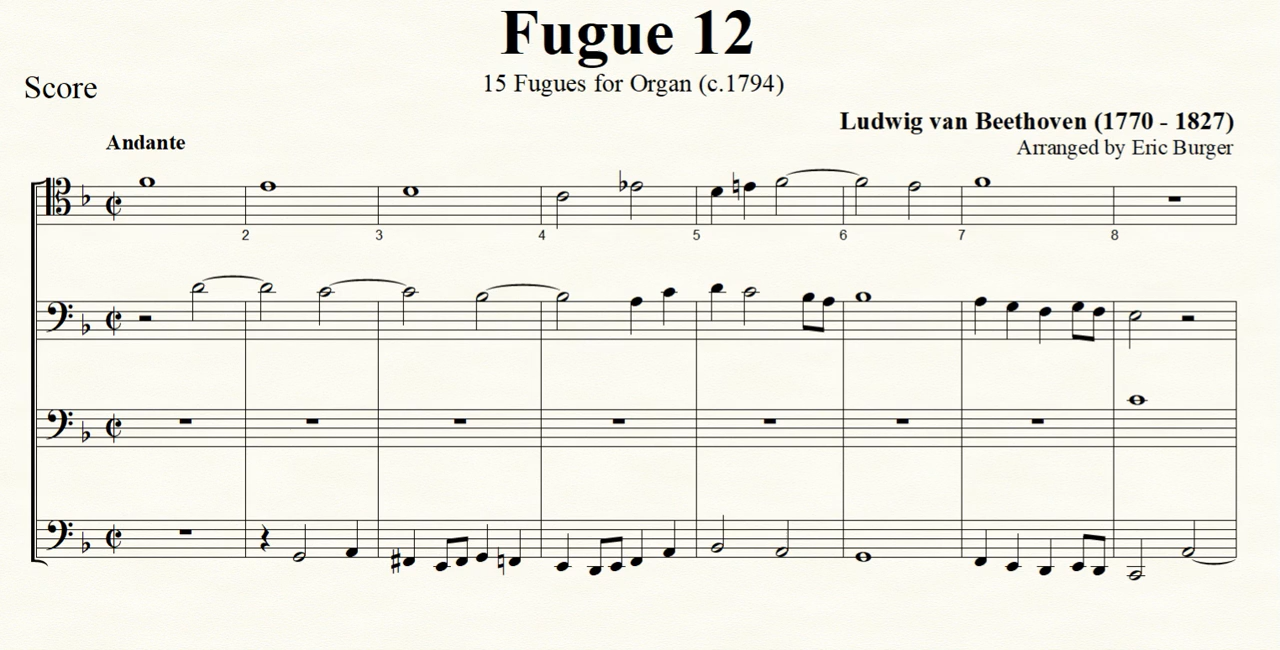 Fugue 12
15 Fugues for Organ (c.1794)
Score
Ludwig van Beethoven (1770 - 1827)
Arranged by Eric Burger
Andante
2 3 4 5 6 7 8